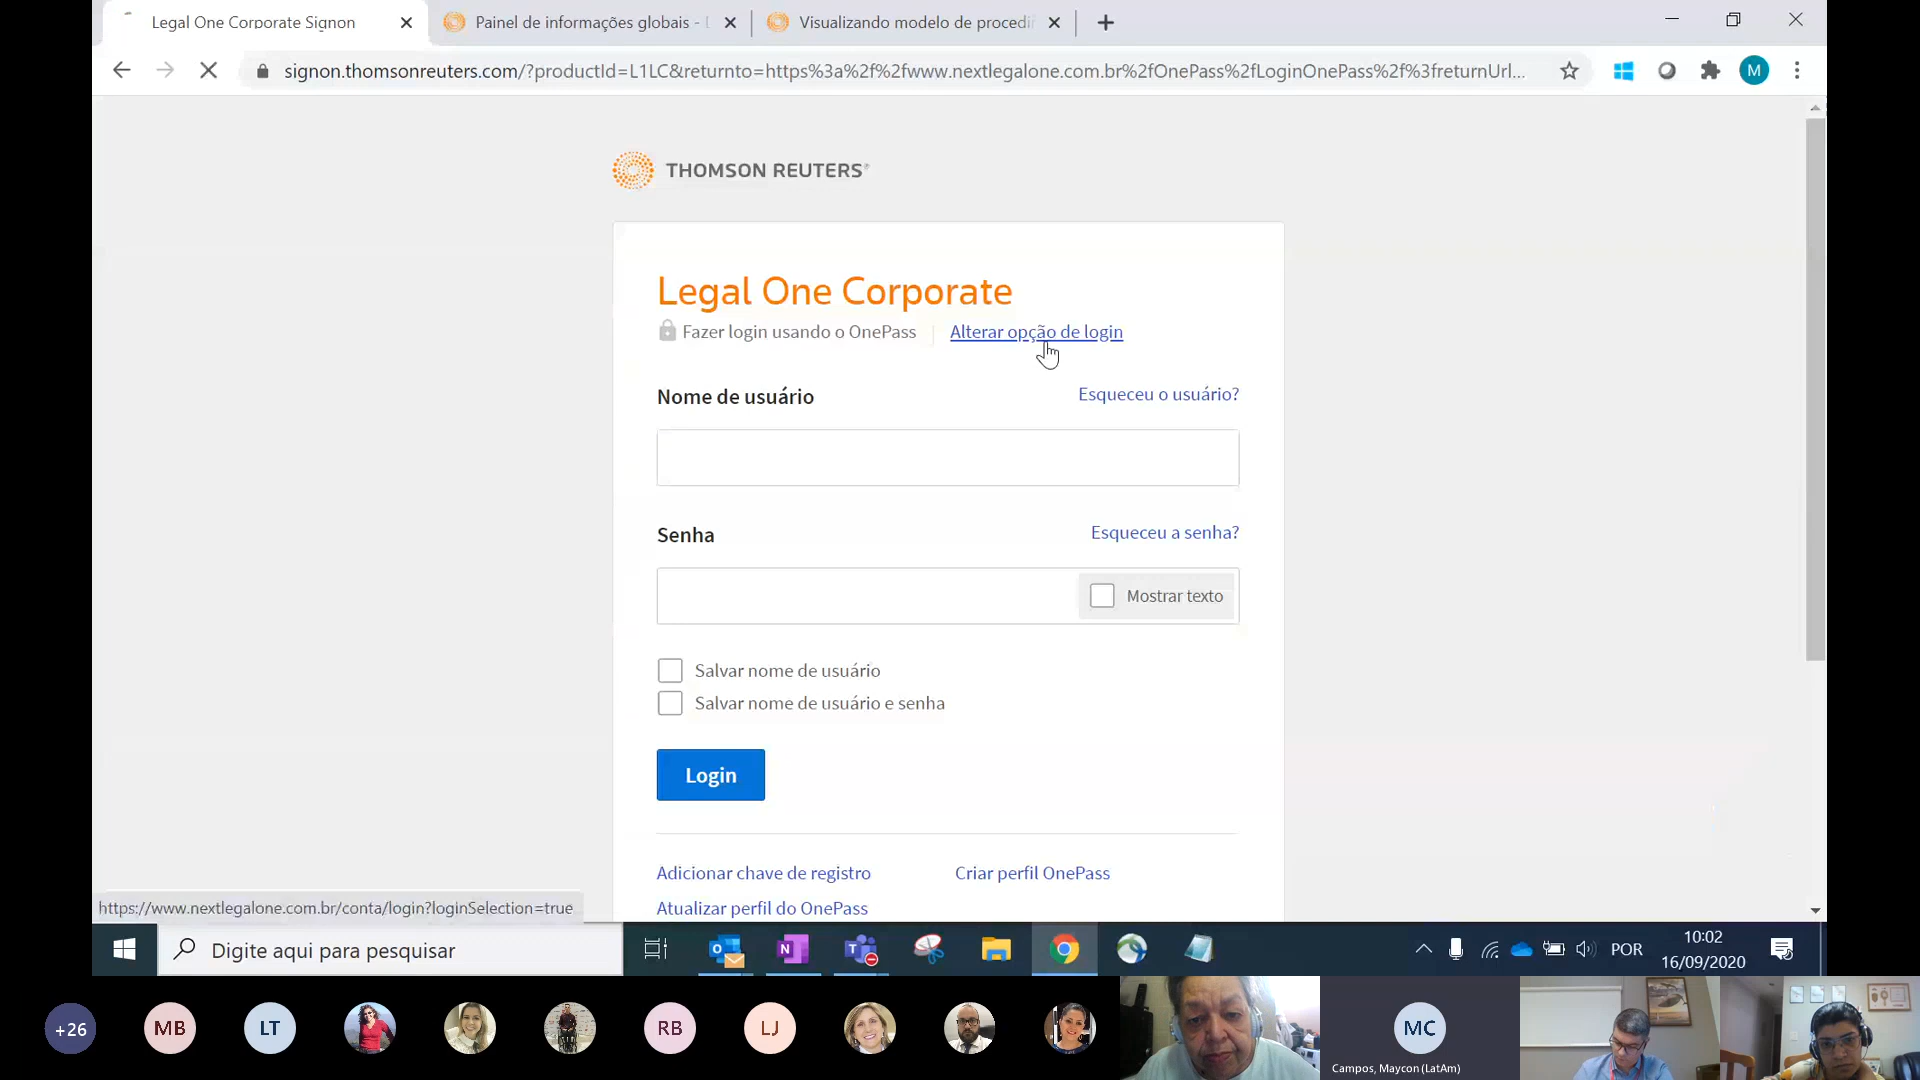 Legal One Corporate Signon
Painel de informações globais -
Visualizando modelo de procedi
signon.thomsonreuters.com/?productId=L1LC&returnto=https%3a%2f%2fwww.nextlegalone.com.br%2fOnePass%2fLoginOnePass%2f%3freturnUrl...
M
THOMSON REUTERS®
Legal One Corporate
Fazer login usando o OnePass
Alterar opção de login
Nome de usuário
Esqueceu o usuário?
Senha
Esqueceu a senha?
Mostrar texto
Salvar nome de usuário
Salvar nome de usuário e senha
Login
Adicionar chave de registro
Criar perfil OnePass
Atualizar perfil do OnePass
https://www.nextlegalone.com.br/conta/login?loginSelection=true
Digite aqui para pesquisar
POR
10:02
16/09/2020
+26
MB
LT
RB
LJ
MC
Campos, Maycon (LatAm)